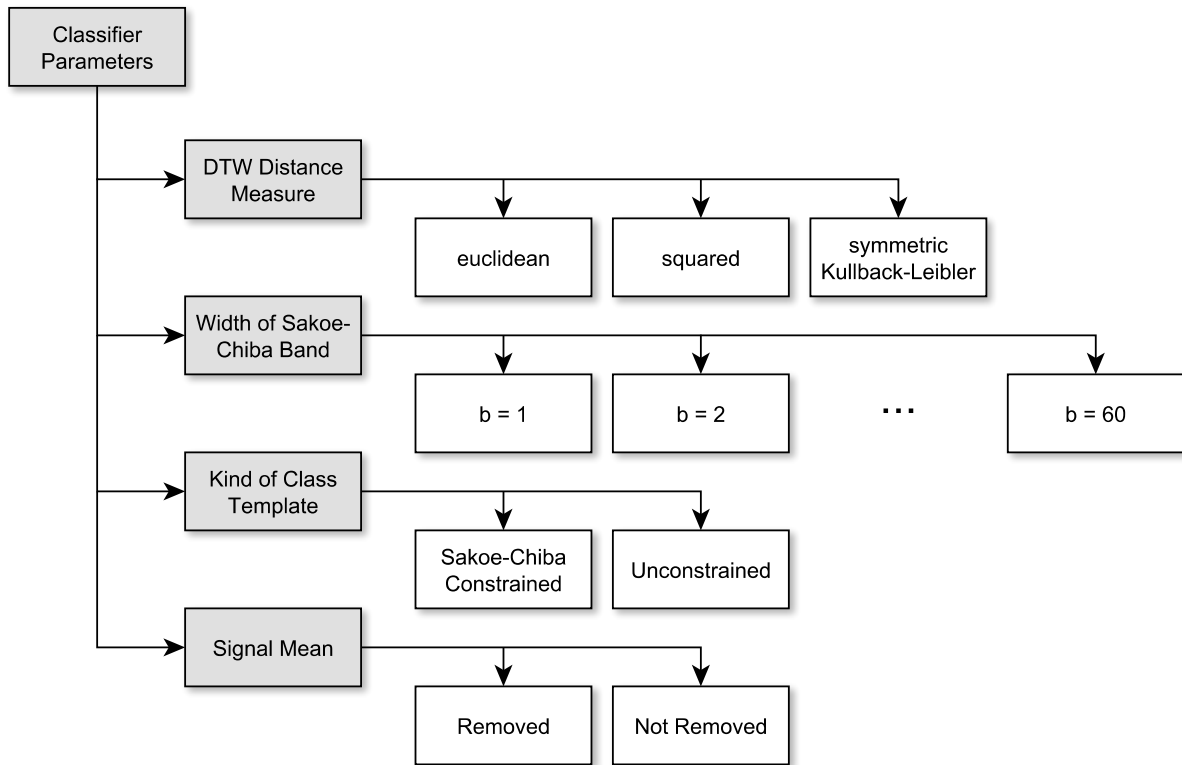 Classifier
Parameters
DTW Distance
Measure
euclidean
squared
symmetric
Kullback-Leibler
Width of Sakoe-
Chiba Band
b = 1
b = 2
...
b = 60
Kind of Class
Template
Sakoe-Chiba
Constrained
Unconstrained
Signal Mean
Removed
Not Removed